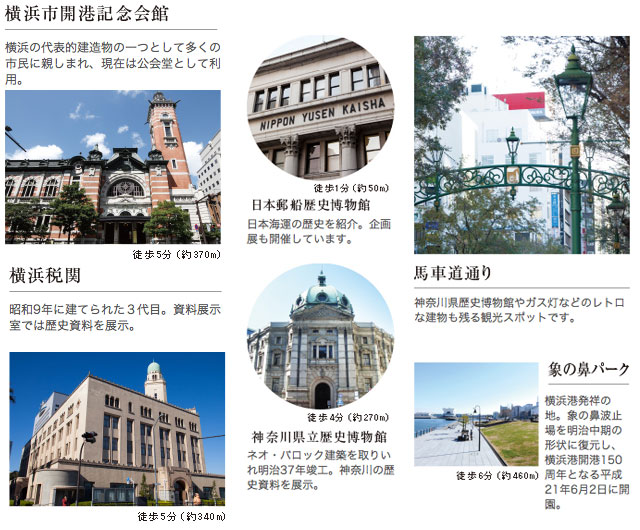 横浜市開港記念会館
横浜の代表的建造物の一つとして多くの
市民に親しまれ、現在は公会堂として利
用。
徒歩5分（約370m）
横浜税関
昭和9年に建てられた３代目。資料展示
室では歴史資料を展示。
徒歩5分（約340m）
NIPPON YUSEN KAISHA
徒歩1分（約50m）
日本郵船歴史博物館
日本海運の歴史を紹介。企画
展も開催しています。
徒歩4分（約270m）
神奈川県立歴史博物館
ネオ・バロック建築を取りい
れ明治37年竣工。神奈川の歴
史資料を展示。
馬車道通り
神奈川県歴史博物館やガス灯などのレトロ
な建物も残る観光スポットです。
徒歩6分（約460m）
象の鼻パーク
横浜港発祥の
地。象の鼻波止
場を明治中期の
形状に復元し、
横浜港開港150
周年となる平成
21年6月2日に開
園。